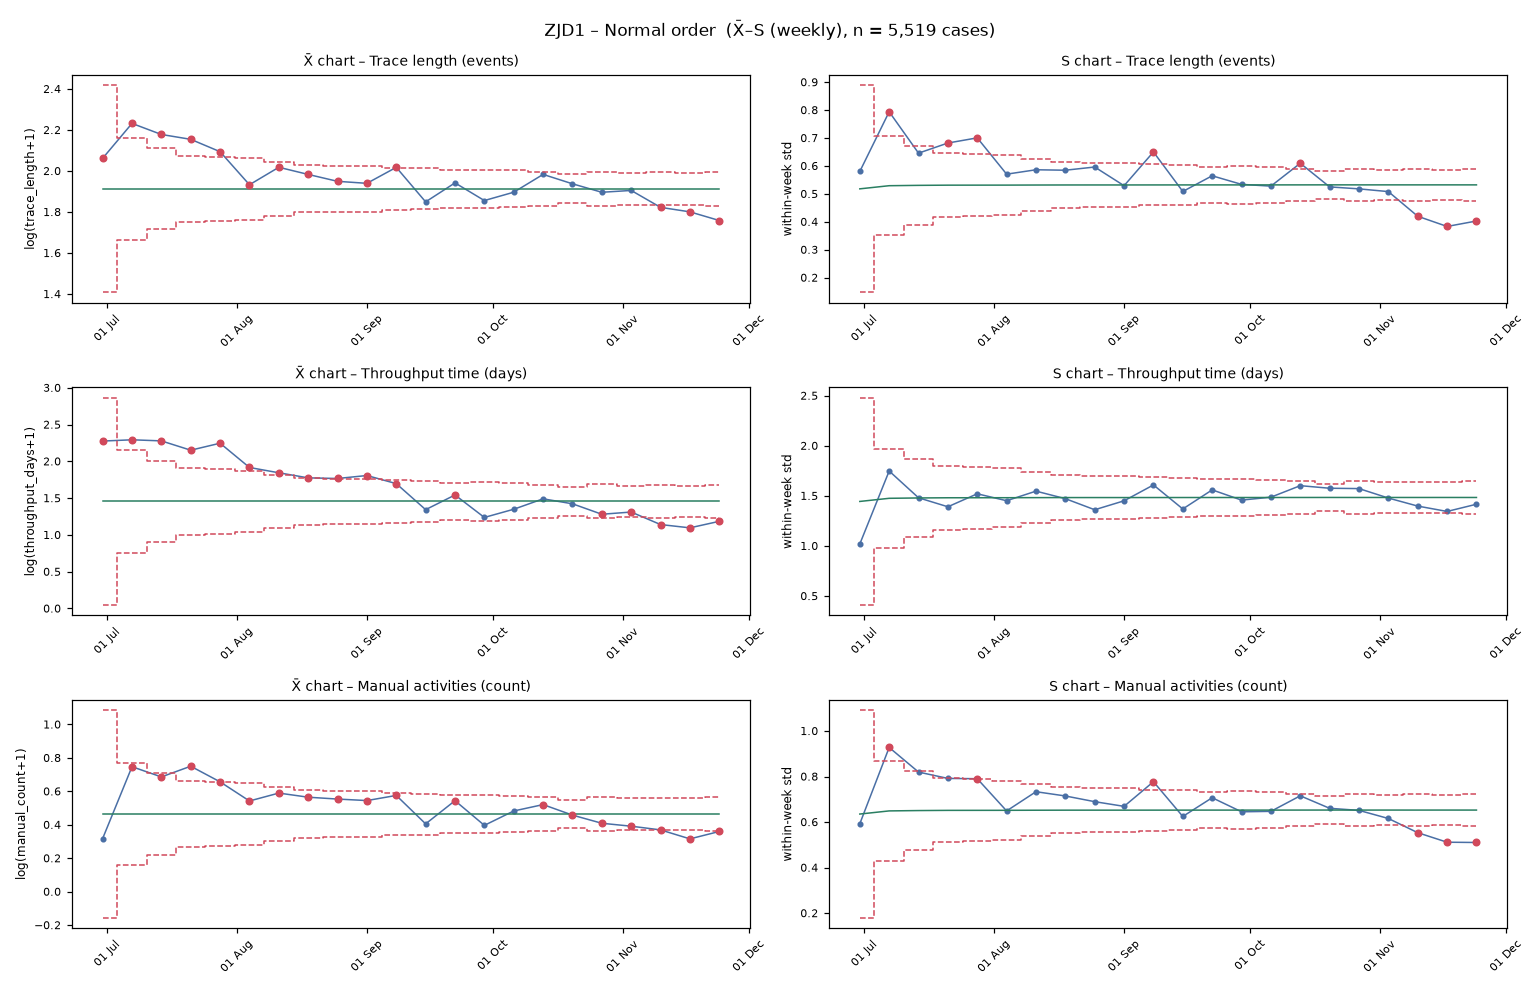 ZJD1 – Normal order  (X̄–S (weekly), n = 5,519 cases)
X̄ chart – Trace length (events)
log(trace_length+1)
2.4
2.2
2.0
1.8
1.6
1.4
01 Jul
01 Aug
01 Sep
01 Oct
01 Nov
01 Dec
S chart – Trace length (events)
within-week std
0.9
0.8
0.7
0.6
0.5
0.4
0.3
0.2
01 Jul
01 Aug
01 Sep
01 Oct
01 Nov
01 Dec
X̄ chart – Throughput time (days)
log(throughput_days+1)
3.0
2.5
2.0
1.5
1.0
0.5
0.0
01 Jul
01 Aug
01 Sep
01 Oct
01 Nov
01 Dec
S chart – Throughput time (days)
within-week std
2.5
2.0
1.5
1.0
0.5
01 Jul
01 Aug
01 Sep
01 Oct
01 Nov
01 Dec
X̄ chart – Manual activities (count)
log(manual_count+1)
1.0
0.8
0.6
0.4
0.2
0.0
−0.2
01 Jul
01 Aug
01 Sep
01 Oct
01 Nov
01 Dec
S chart – Manual activities (count)
within-week std
1.0
0.8
0.6
0.4
0.2
01 Jul
01 Aug
01 Sep
01 Oct
01 Nov
01 Dec